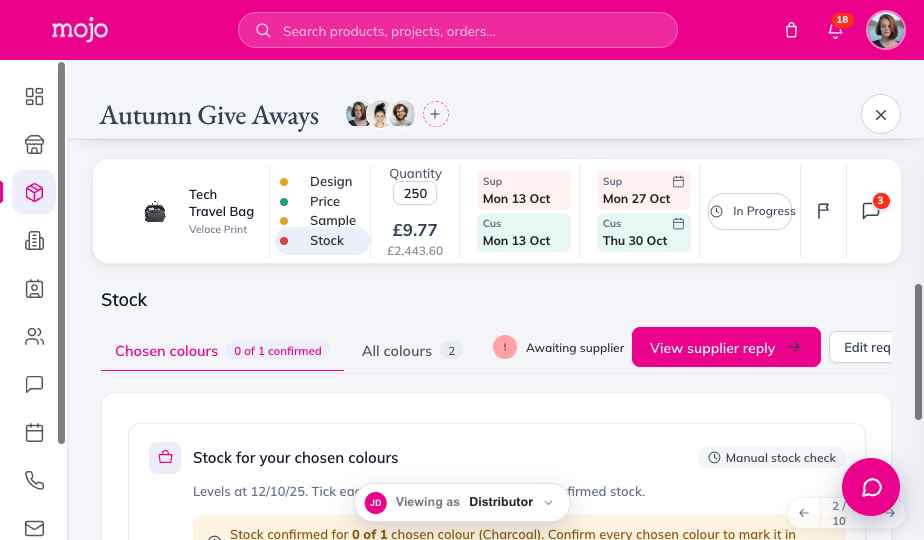 mojo
Search products, projects, orders...
18
Autumn Give Aways
Tech
Travel Bag
Veloce Print
Design
Price
Sample
Stock
Quantity
250
£9.77
£2,443.60
Sup
Mon 13 Oct
Cus
Mon 13 Oct
Sup
Mon 27 Oct
Cus
Thu 30 Oct
In Progress
3
Stock
Chosen colours 0 of 1 confirmed
All colours 2
! Awaiting supplier
View supplier reply
Edit req
Stock for your chosen colours
Manual stock check
Levels at 12/10/25. Tick eac
firmed stock.
JD Viewing as Distributor
2 /
10
Stock confirmed for 0 of 1 chosen colour (Charcoal). Confirm every chosen colour to mark it in